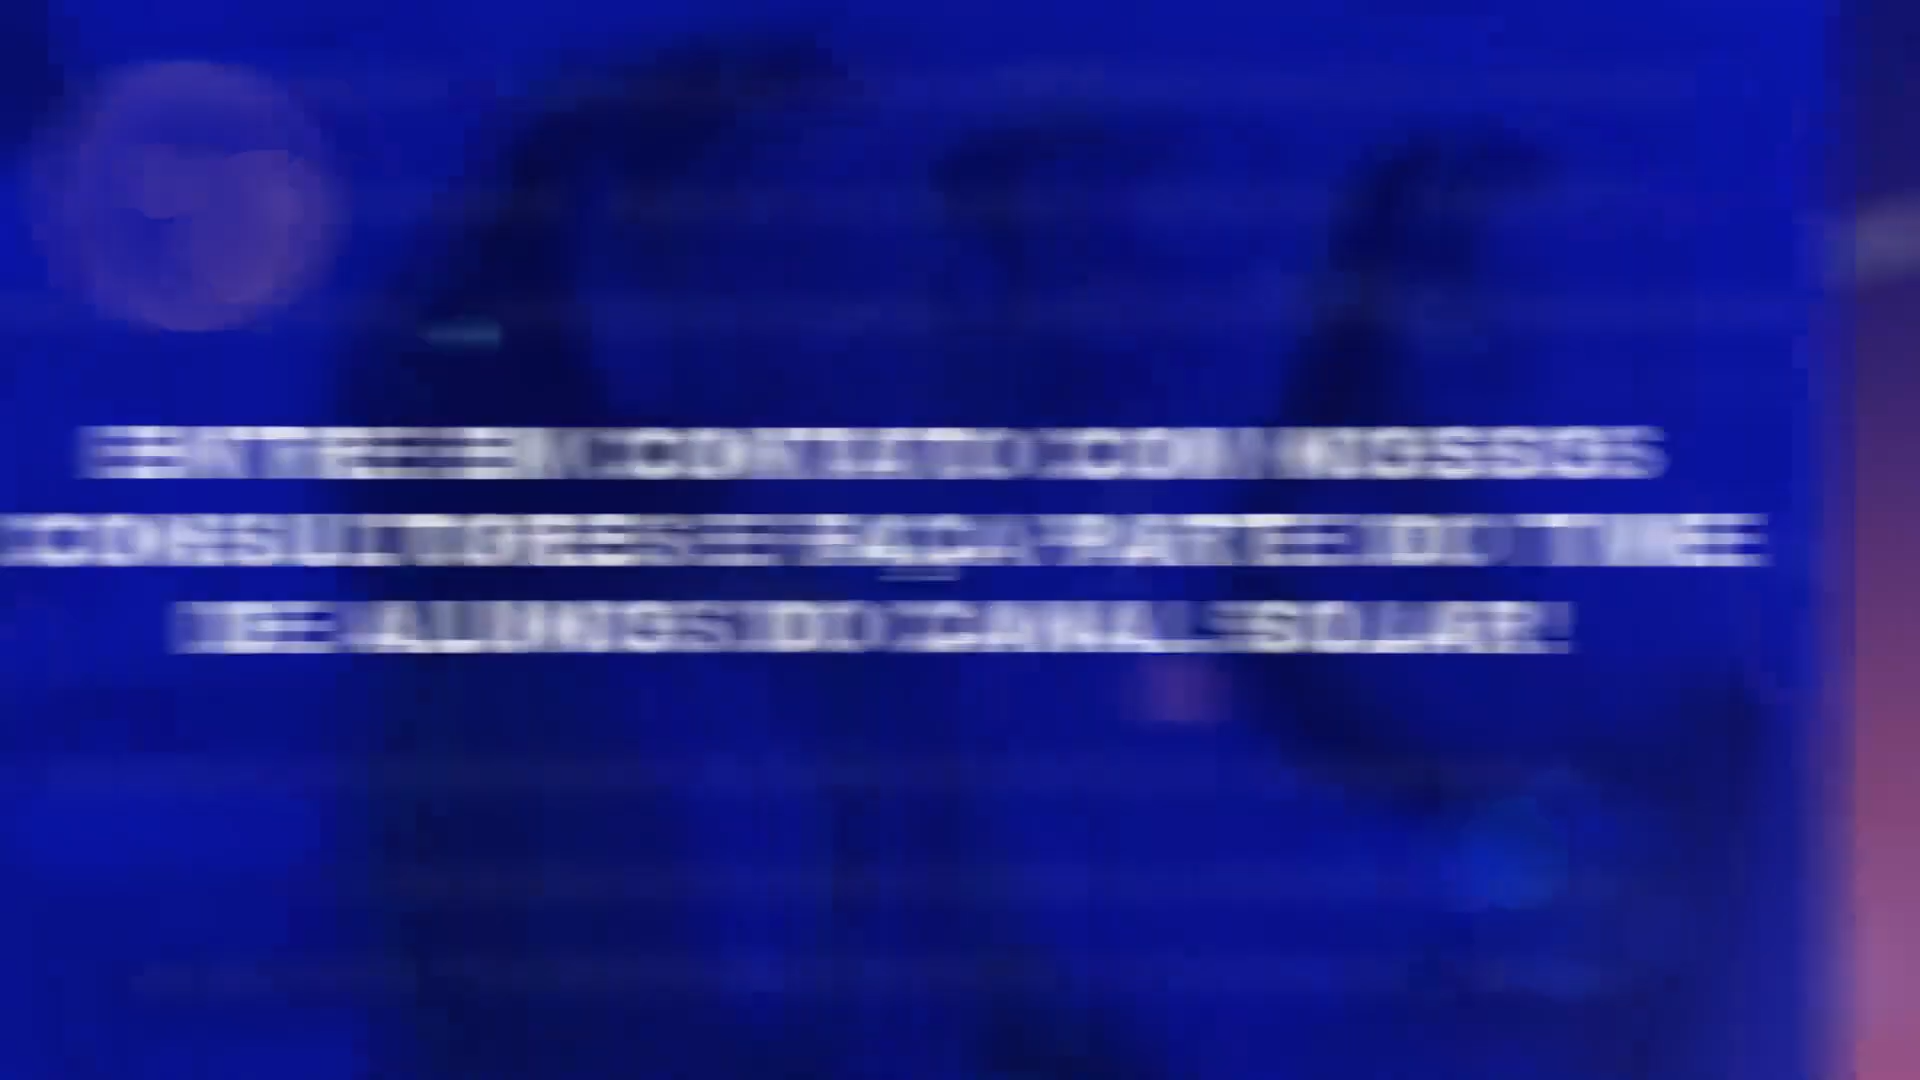 ENTRE EM CONTATO COM NOSSOS
CONSULTORES E FAÇA PARTE DO TIME
DE ALUNOS DO CANAL SOLAR!